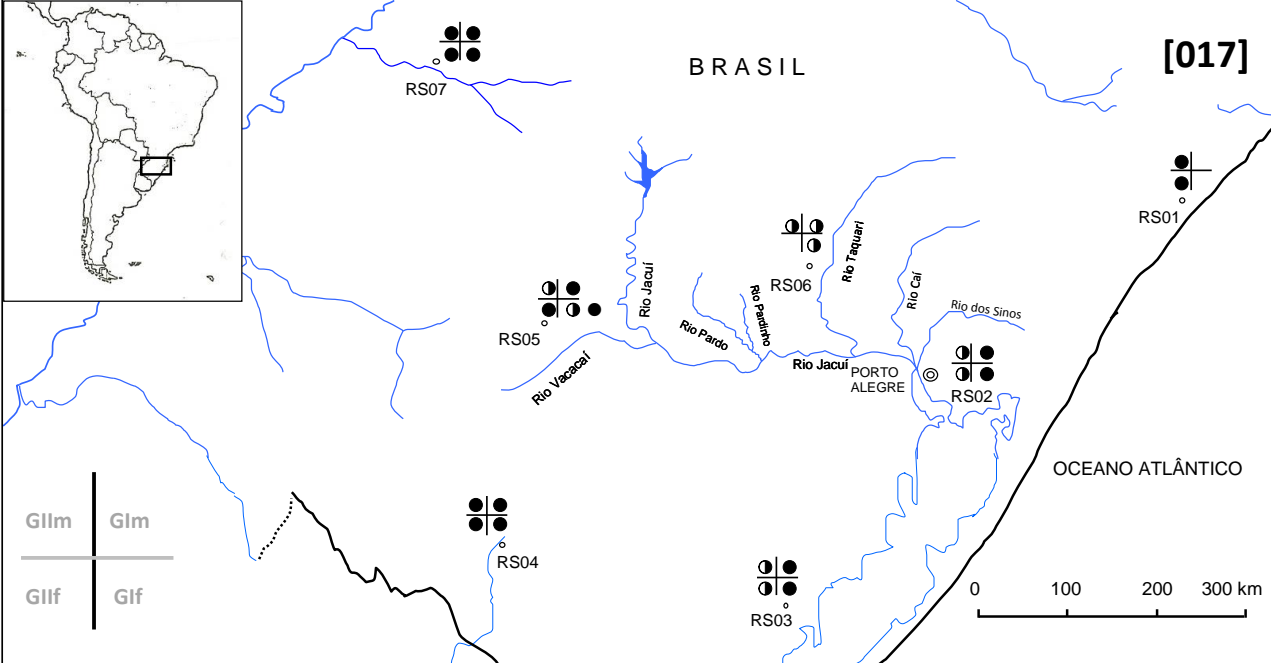 [017]
B R A S I L
RS07
RS01
Rio Taquari
RS06
Rio Jacuí
Rio Caí
Rio Pardinho
Rio dos Sinos
RS05
Rio Pardo
Rio Vacacaí
Rio Jacuí
PORTO
ALEGRE
RS02
OCEANO ATLÂNTICO
GIIm GIm
GIIf GIf
RS04
RS03
0 100 200 300 km